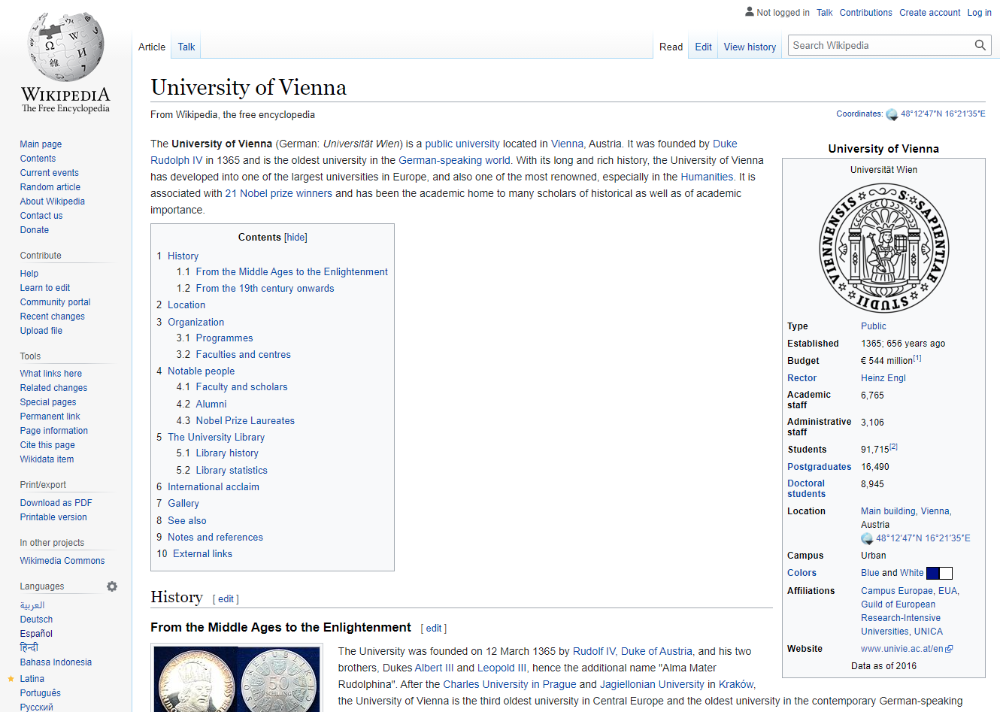 Not logged in Talk Contributions Create account Log in
Article Talk Read Edit View history Search Wikipedia
WIKIPEDIA
The Free Encyclopedia
Main page
Contents
Current events
Random article
About Wikipedia
Contact us
Donate
Contribute
Help
Learn to edit
Community portal
Recent changes
Upload file
Tools
What links here
Related changes
Special pages
Permanent link
Page information
Cite this page
Wikidata item
Print/export
Download as PDF
Printable version
In other projects
Wikimedia Commons
Languages
العربية
Deutsch
Español
हिन्दी
Bahasa Indonesia
Latina
Português
Русский
University of Vienna
From Wikipedia, the free encyclopedia
Coordinates: 48°12′47″N 16°21′35″E
The University of Vienna (German: Universität Wien) is a public university located in Vienna, Austria. It was founded by Duke
Rudolph IV in 1365 and is the oldest university in the German-speaking world. With its long and rich history, the University of Vienna
has developed into one of the largest universities in Europe, and also one of the most renowned, especially in the Humanities. It is
associated with 21 Nobel prize winners and has been the academic home to many scholars of historical as well as of academic
importance.
Contents [hide]
1 History
1.1 From the Middle Ages to the Enlightenment
1.2 From the 19th century onwards
2 Location
3 Organization
3.1 Programmes
3.2 Faculties and centres
4 Notable people
4.1 Faculty and scholars
4.2 Alumni
4.3 Nobel Prize Laureates
5 The University Library
5.1 Library history
5.2 Library statistics
6 International acclaim
7 Gallery
8 See also
9 Notes and references
10 External links
History [ edit ]
From the Middle Ages to the Enlightenment [ edit ]
50
SCHILLING
The University was founded on 12 March 1365 by Rudolf IV, Duke of Austria, and his two
brothers, Dukes Albert III and Leopold III, hence the additional name "Alma Mater
Rudolphina". After the Charles University in Prague and Jagiellonian University in Kraków,
the University of Vienna is the third oldest university in Central Europe and the oldest university in the contemporary German-speaking
University of Vienna
Universität Wien
S: SAPIENTIAE
VIENNENSIS
STUDII
Type Public
Established 1365; 656 years ago
Budget € 544 million[1]
Rector Heinz Engl
Academic
staff 6,765
Administrative
staff 3,106
Students 91,715[2]
Postgraduates 16,490
Doctoral
students 8,945
Location Main building, Vienna,
Austria
48°12′47″N 16°21′35″E
Campus Urban
Colors Blue and White
Affiliations Campus Europae, EUA,
Guild of European
Research-Intensive
Universities, UNICA
Website www.univie.ac.at/en
Data as of 2016